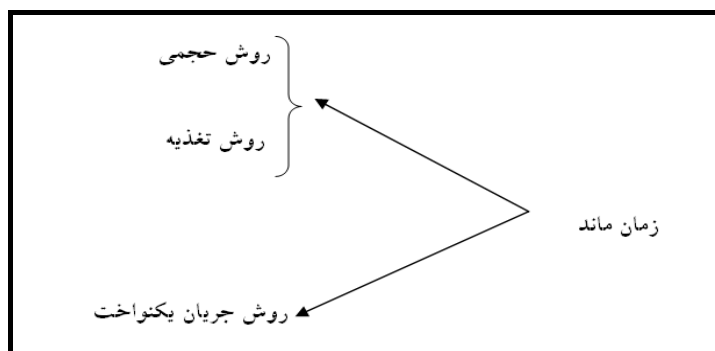 روش حجمی
روش تغذیه
زمان ماند
روش جریان یکنواخت